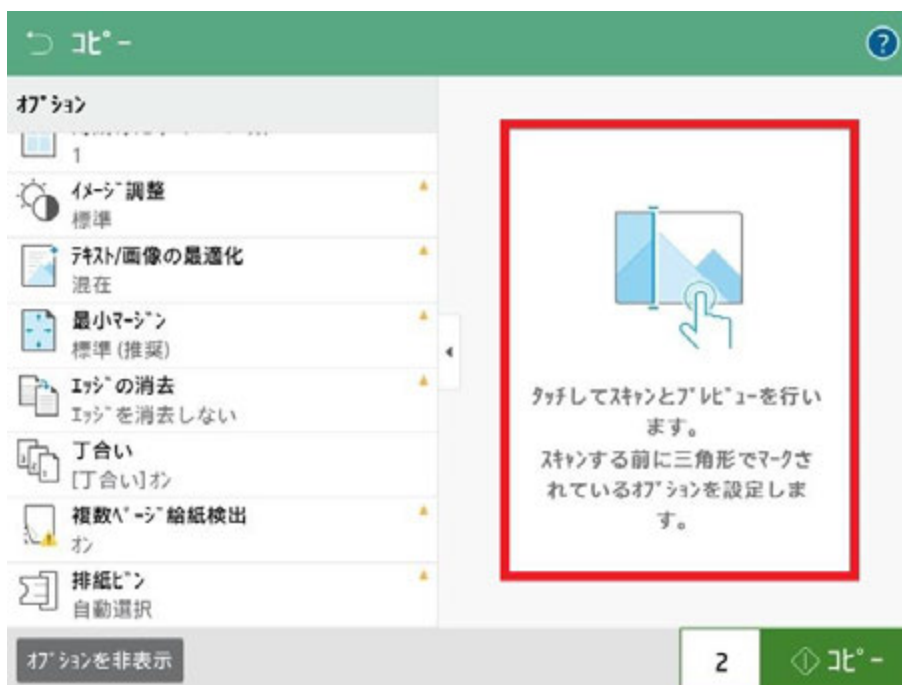 コピー
?
オプション
1
イメージ調整
標準
テキスト/画像の最適化
混在
最小マージン
標準 (推奨)
エッジの消去
エッジを消去しない
丁合い
[丁合い]オン
複数ページ給紙検出
オン
排紙ビン
自動選択
タッチしてスキャンとプレビューを行い
ます。
スキャンする前に三角形でマークさ
れているオプションを設定しま
す。
オプションを非表示
2
コピー